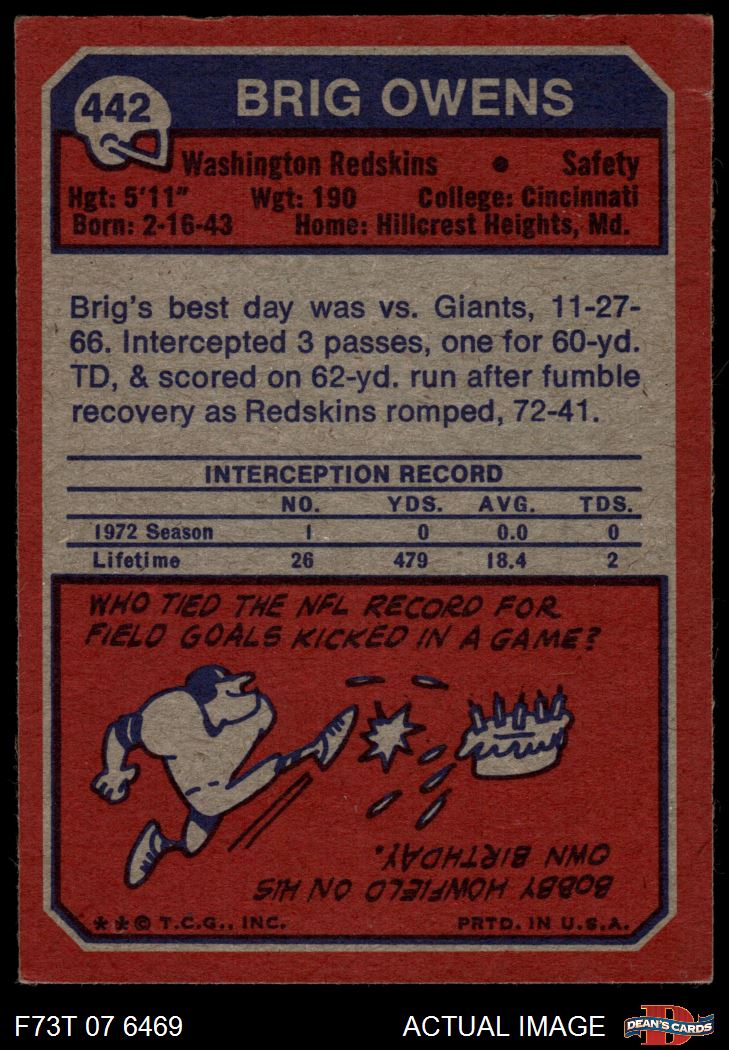 442
BRIG OWENS
Washington Redskins • Safety
Hgt: 5'11" Wgt: 190 College: Cincinnati
Born: 2-16-43 Home: Hillcrest Heights, Md.
Brig's best day was vs. Giants, 11-27-
66. Intercepted 3 passes, one for 60-yd.
TD, & scored on 62-yd. run after fumble
recovery as Redskins romped, 72-41.
INTERCEPTION RECORD
NO. YDS. AVG. TDS.
1972 Season 1 0 0.0 0
Lifetime 26 479 18.4 2
WHO TIED THE NFL RECORD FOR
FIELD GOALS KICKED IN A GAME?
BOBBY HOWFIELD ON HIS
OWN BIRTHDAY.
**© T.C.G., INC. PRTD. IN U.S.A.
F73T 07 6469 ACTUAL IMAGE
D
DEAN'S CARDS